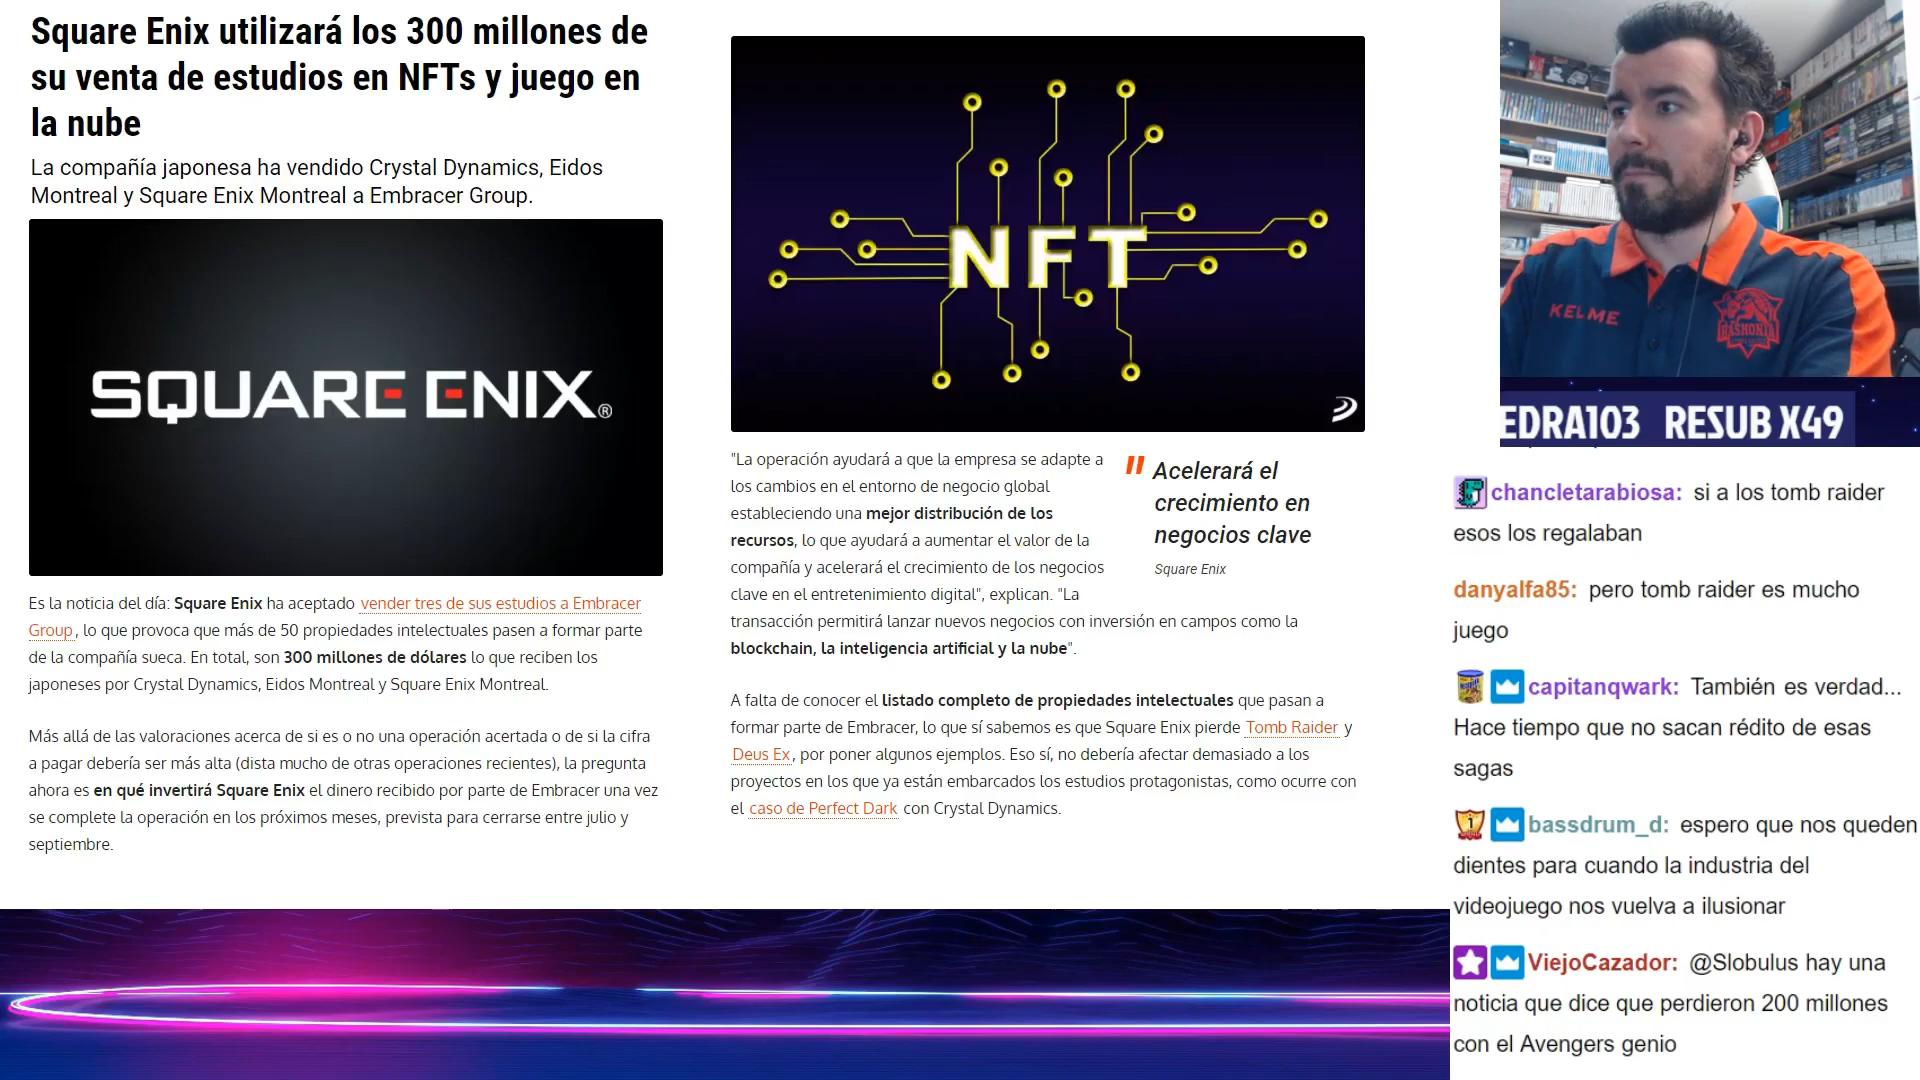 Square Enix utilizará los 300 millones de
su venta de estudios en NFTs y juego en
la nube
La compañía japonesa ha vendido Crystal Dynamics, Eidos
Montreal y Square Enix Montreal a Embracer Group.
SQUARE ENIX®
Es la noticia del día: Square Enix ha aceptado vender tres de sus estudios a Embracer
Group, lo que provoca que más de 50 propiedades intelectuales pasen a formar parte
de la compañía sueca. En total, son 300 millones de dólares lo que reciben los
japoneses por Crystal Dynamics, Eidos Montreal y Square Enix Montreal.
Más allá de las valoraciones acerca de si es o no una operación acertada o de si la cifra
a pagar debería ser más alta (dista mucho de otras operaciones recientes), la pregunta
ahora es en qué invertirá Square Enix el dinero recibido por parte de Embracer una vez
se complete la operación en los próximos meses, prevista para cerrarse entre julio y
septiembre.
NFT
"La operación ayudará a que la empresa se adapte a
los cambios en el entorno de negocio global
estableciendo una mejor distribución de los
recursos, lo que ayudará a aumentar el valor de la
compañía y acelerará el crecimiento de los negocios
clave en el entretenimiento digital", explican. "La
transacción permitirá lanzar nuevos negocios con inversión en campos como la
blockchain, la inteligencia artificial y la nube".
" Acelerará el
crecimiento en
negocios clave
Square Enix
A falta de conocer el listado completo de propiedades intelectuales que pasan a
formar parte de Embracer, lo que sí sabemos es que Square Enix pierde Tomb Raider y
Deus Ex, por poner algunos ejemplos. Eso sí, no debería afectar demasiado a los
proyectos en los que ya están embarcados los estudios protagonistas, como ocurre con
el caso de Perfect Dark con Crystal Dynamics.
KELME
BASKONIA
EDRA103 RESUB X49
chancletarabiosa: si a los tomb raider
esos los regalaban
danyalfa85: pero tomb raider es mucho
juego
capitanqwark: También es verdad...
Hace tiempo que no sacan rédito de esas
sagas
1
bassdrum_d: espero que nos queden
dientes para cuando la industria del
videojuego nos vuelva a ilusionar
ViejoCazador: @Slobulus hay una
noticia que dice que perdieron 200 millones
con el Avengers genio